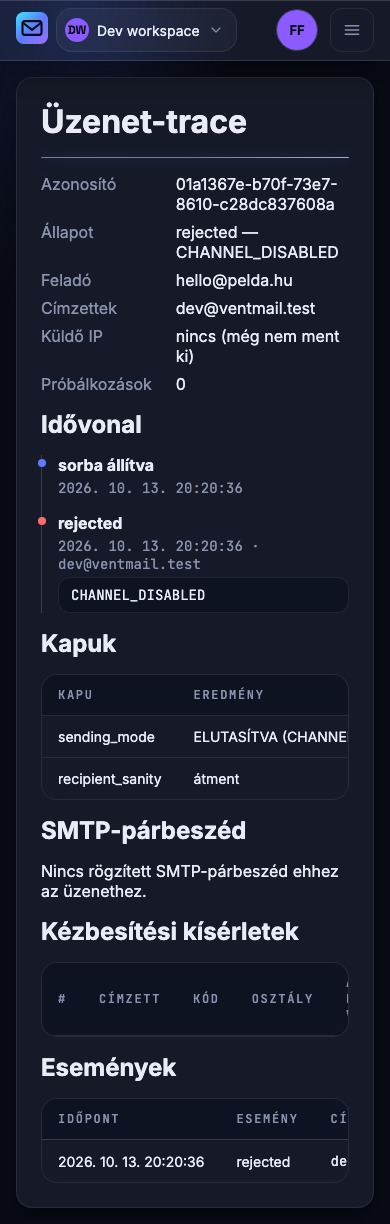 DW Dev workspace FF
Üzenet-trace
Azonosító 01a1367e-b70f-73e7-
8610-c28dc837608a
Állapot rejected —
CHANNEL_DISABLED
Feladó hello@pelda.hu
Címzettek dev@ventmail.test
Küldő IP nincs (még nem ment
ki)
Próbálkozások 0
Idővonal
sorba állítva
2026. 10. 13. 20:20:36
rejected
2026. 10. 13. 20:20:36 ·
dev@ventmail.test
CHANNEL_DISABLED
Kapuk
KAPU EREDMÉNY
sending_mode ELUTASÍTVA (CHANNE
recipient_sanity átment
SMTP-párbeszéd
Nincs rögzített SMTP-párbeszéd ehhez
az üzenethez.
Kézbesítési kísérletek
# CÍMZETT KÓD OSZTÁLY
Események
IDŐPONT ESEMÉNY CÍ
2026. 10. 13. 20:20:36 rejected de